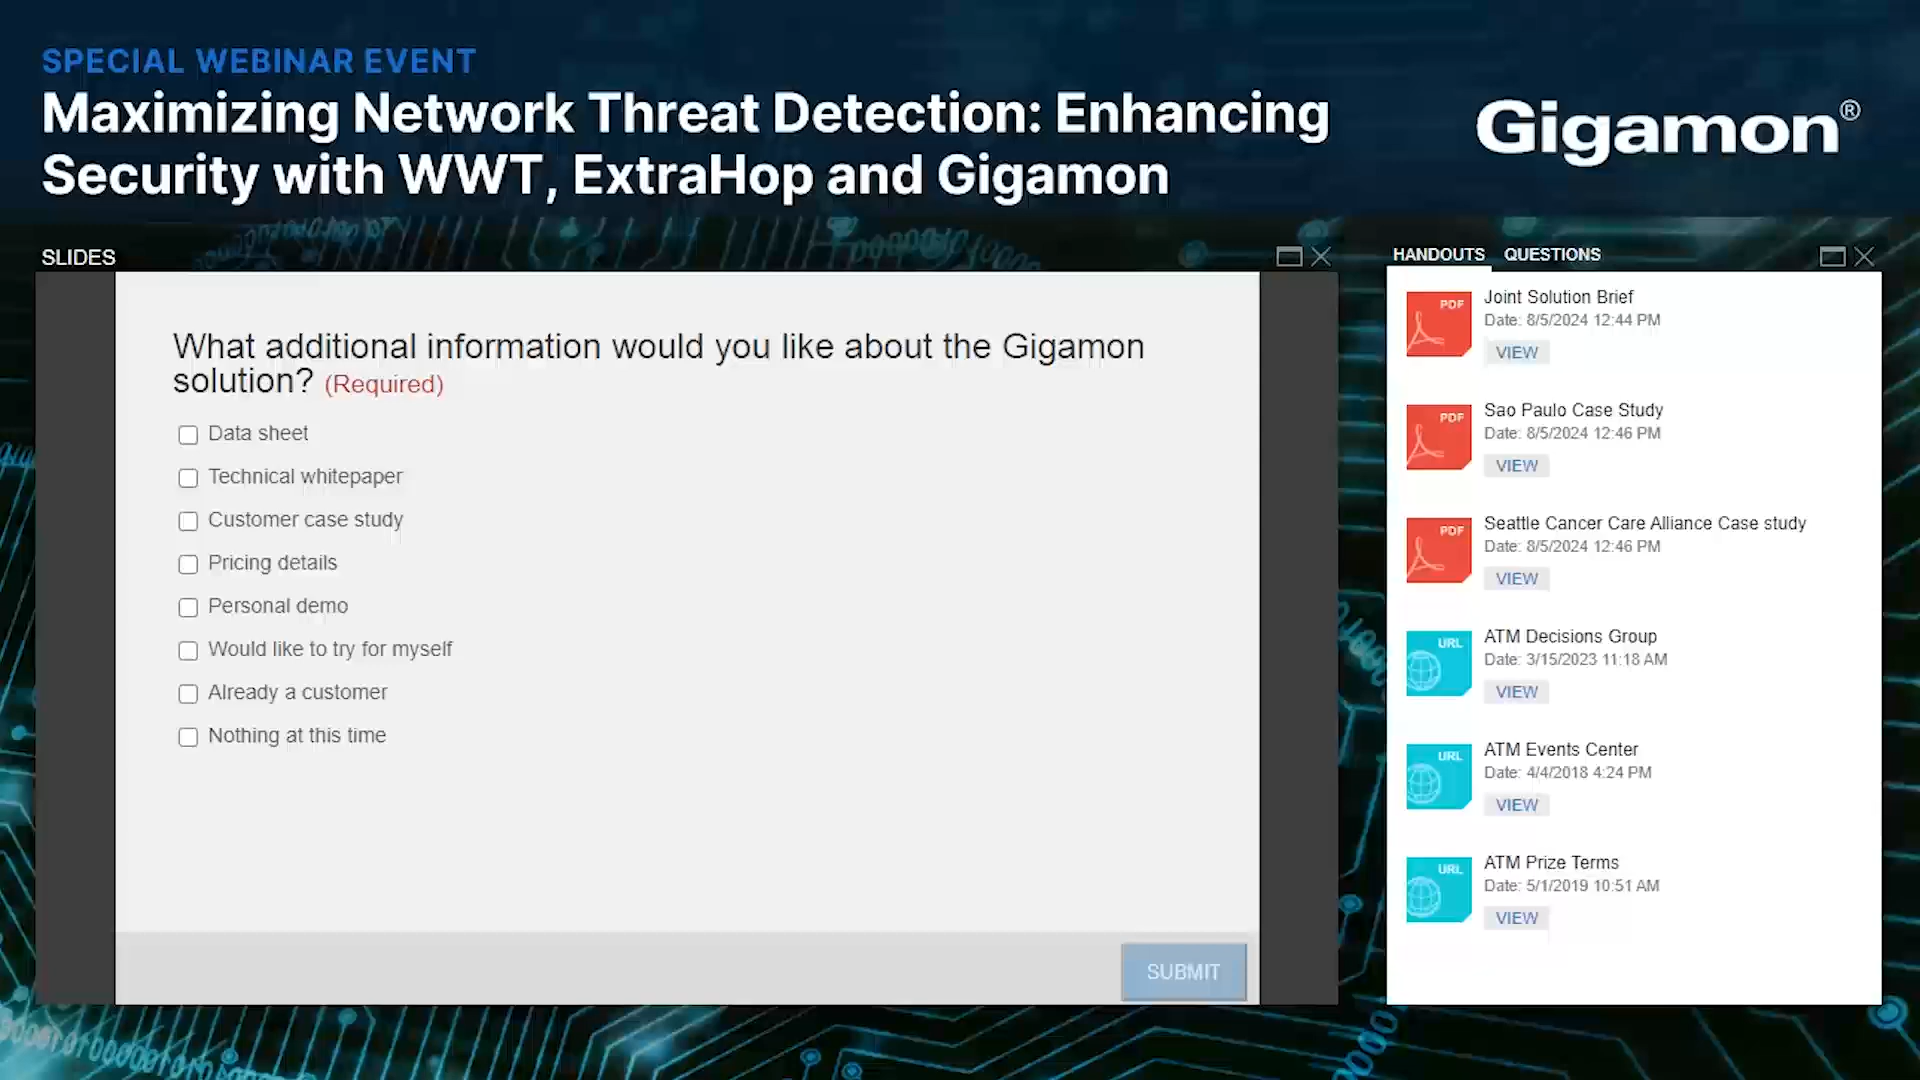 SPECIAL WEBINAR EVENT
Maximizing Network Threat Detection: Enhancing
Security with WWT, ExtraHop and Gigamon
Gigamon®
SLIDES
What additional information would you like about the Gigamon
solution? (Required)
Data sheet
Technical whitepaper
Customer case study
Pricing details
Personal demo
Would like to try for myself
Already a customer
Nothing at this time
SUBMIT
HANDOUTS QUESTIONS
PDF
Joint Solution Brief
Date: 8/5/2024 12:44 PM
VIEW
PDF
Sao Paulo Case Study
Date: 8/5/2024 12:46 PM
VIEW
PDF
Seattle Cancer Care Alliance Case study
Date: 8/5/2024 12:46 PM
VIEW
URL
ATM Decisions Group
Date: 3/15/2023 11:18 AM
VIEW
URL
ATM Events Center
Date: 4/4/2018 4:24 PM
VIEW
URL
ATM Prize Terms
Date: 5/1/2019 10:51 AM
VIEW